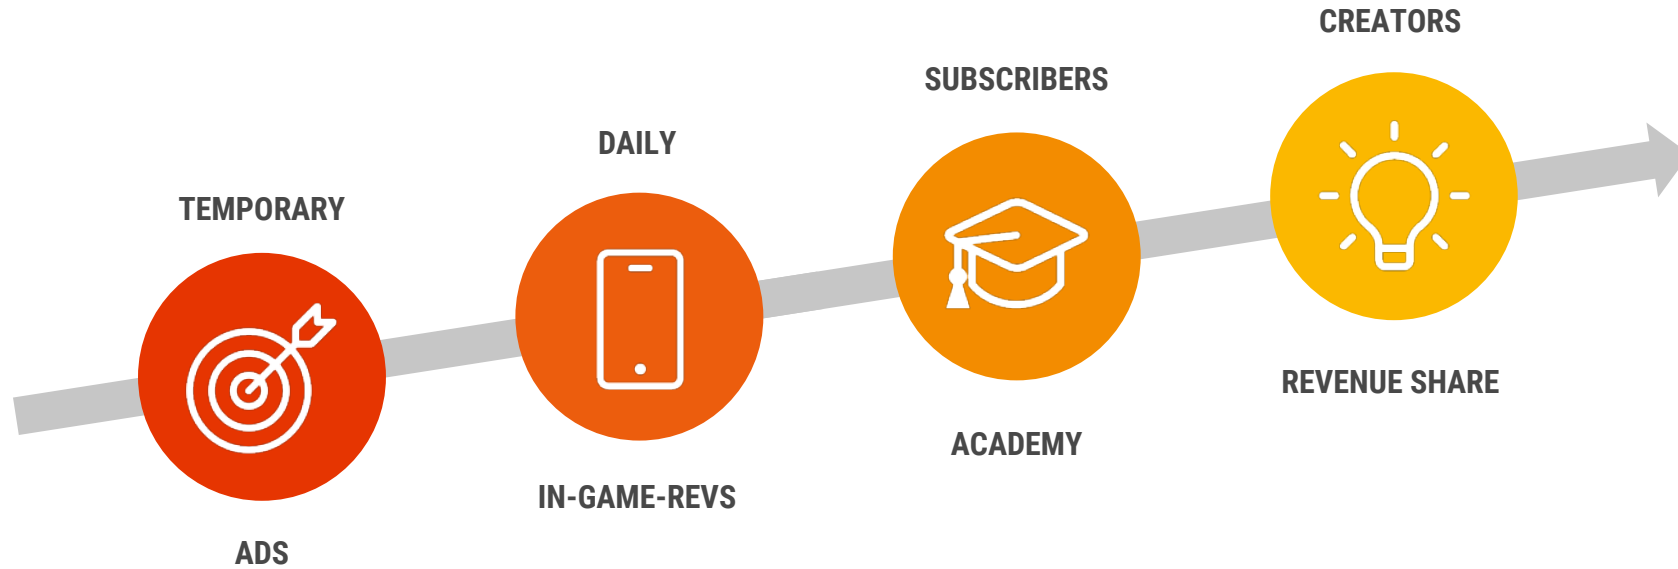 TEMPORARY
ADS
DAILY
IN-GAME-REVS
SUBSCRIBERS
ACADEMY
CREATORS
REVENUE SHARE